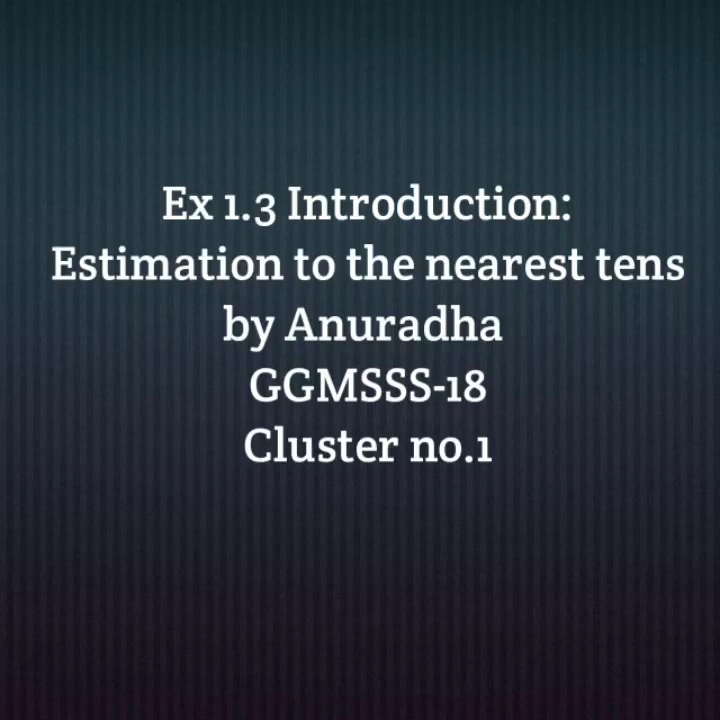 Ex 1.3 Introduction:
Estimation to the nearest tens
by Anuradha
GGMSSS-18
Cluster no.1